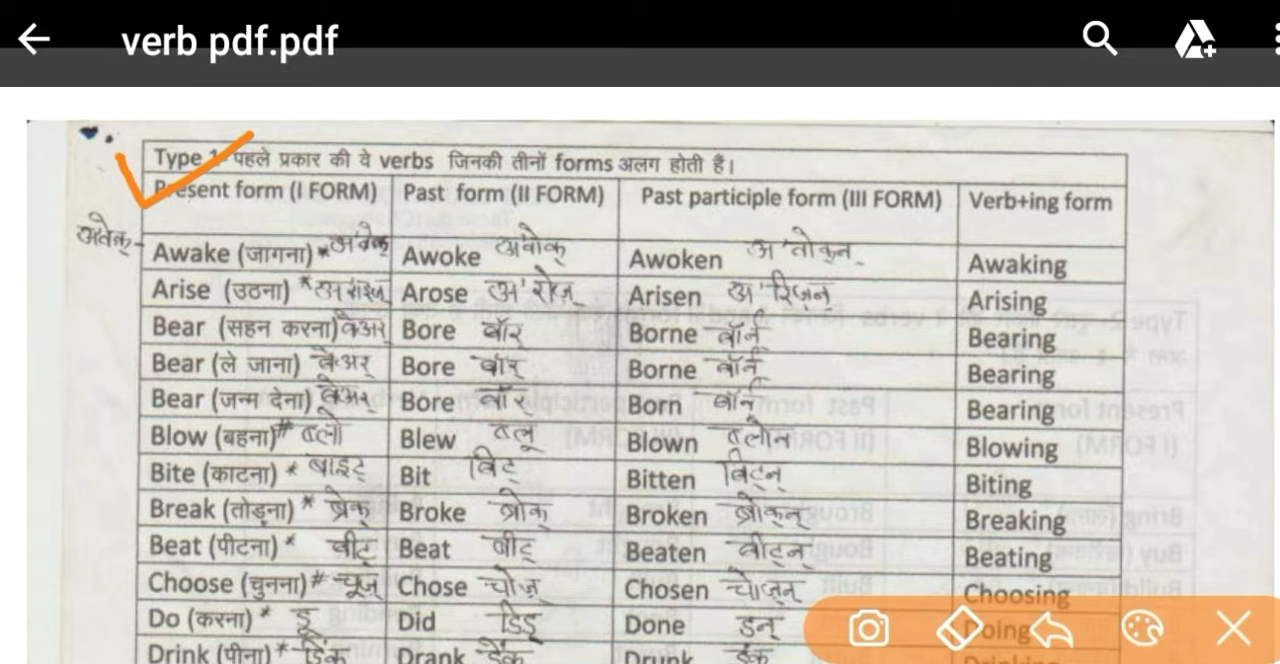 verb pdf.pdf
Type 1- पहले प्रकार की वे verbs जिनकी तीनों forms अलग होती हैं।
Present form (I FORM) Past form (II FORM) Past participle form (III FORM) Verb+ing form
अवेक्-
Awake (जागना) * अ'वेक् Awoke अ'वोक् Awoken अ'वोकन् Awaking
Arise (उठना) * अ'राइज़् Arose अ'रोज़् Arisen अ'रिज़न् Arising
Bear (सहन करना) बेअर् Bore बॉर् Borne बॉर्न Bearing
Bear (ले जाना) बेअर् Bore बॉर् Borne बॉर्न Bearing
Bear (जन्म देना) बेअर् Bore बॉर् Born बॉर्न Bearing
Blow (बहना) # ब्लो Blew ब्लू Blown ब्लोन Blowing
Bite (काटना) * बाइट् Bit बिट् Bitten बिट्न् Biting
Break (तोड़ना) * ब्रेक् Broke ब्रोक् Broken ब्रोकन् Breaking
Beat (पीटना) * बीट् Beat बीट् Beaten बीट्न् Beating
Choose (चुनना) # चूज़् Chose चोज़् Chosen चोज़न् Choosing
Do (करना) * डू Did डिड् Done डन् Doing
Drink (पीना) * ड्रिंक् Drank ड्रैंक् Drunk ड्रंक् Drinking